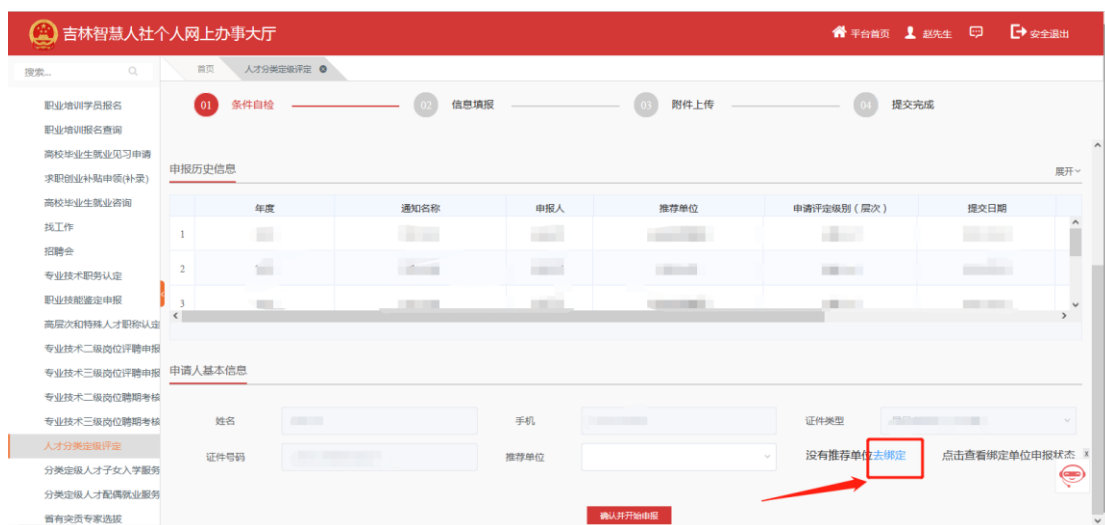 吉林智慧人社个人网上办事大厅
平台首页 赵先生 安全退出
搜索...
首页 人才分类定级评定
职业培训学员报名
职业培训报名查询
高校毕业生就业见习申请
求职创业补贴申领(补录)
高校毕业生就业咨询
找工作
招聘会
专业技术职务认定
职业技能鉴定申报
高层次和特殊人才职称认定
专业技术二级岗位评聘申报
专业技术三级岗位评聘申报
专业技术二级岗位聘期考核
专业技术三级岗位聘期考核
人才分类定级评定
分类定级人才子女入学服务
分类定级人才配偶就业服务
省有突贡专家选拔
01 条件自检 02 信息填报 03 附件上传 04 提交完成
申报历史信息 展开
年度 通知名称 申报人 推荐单位 申请评定级别(层次) 提交日期
1
2
3
申请人基本信息
姓名 手机 证件类型
证件号码 推荐单位 没有推荐单位去绑定 点击查看绑定单位申报状态 x
确认并开始申报